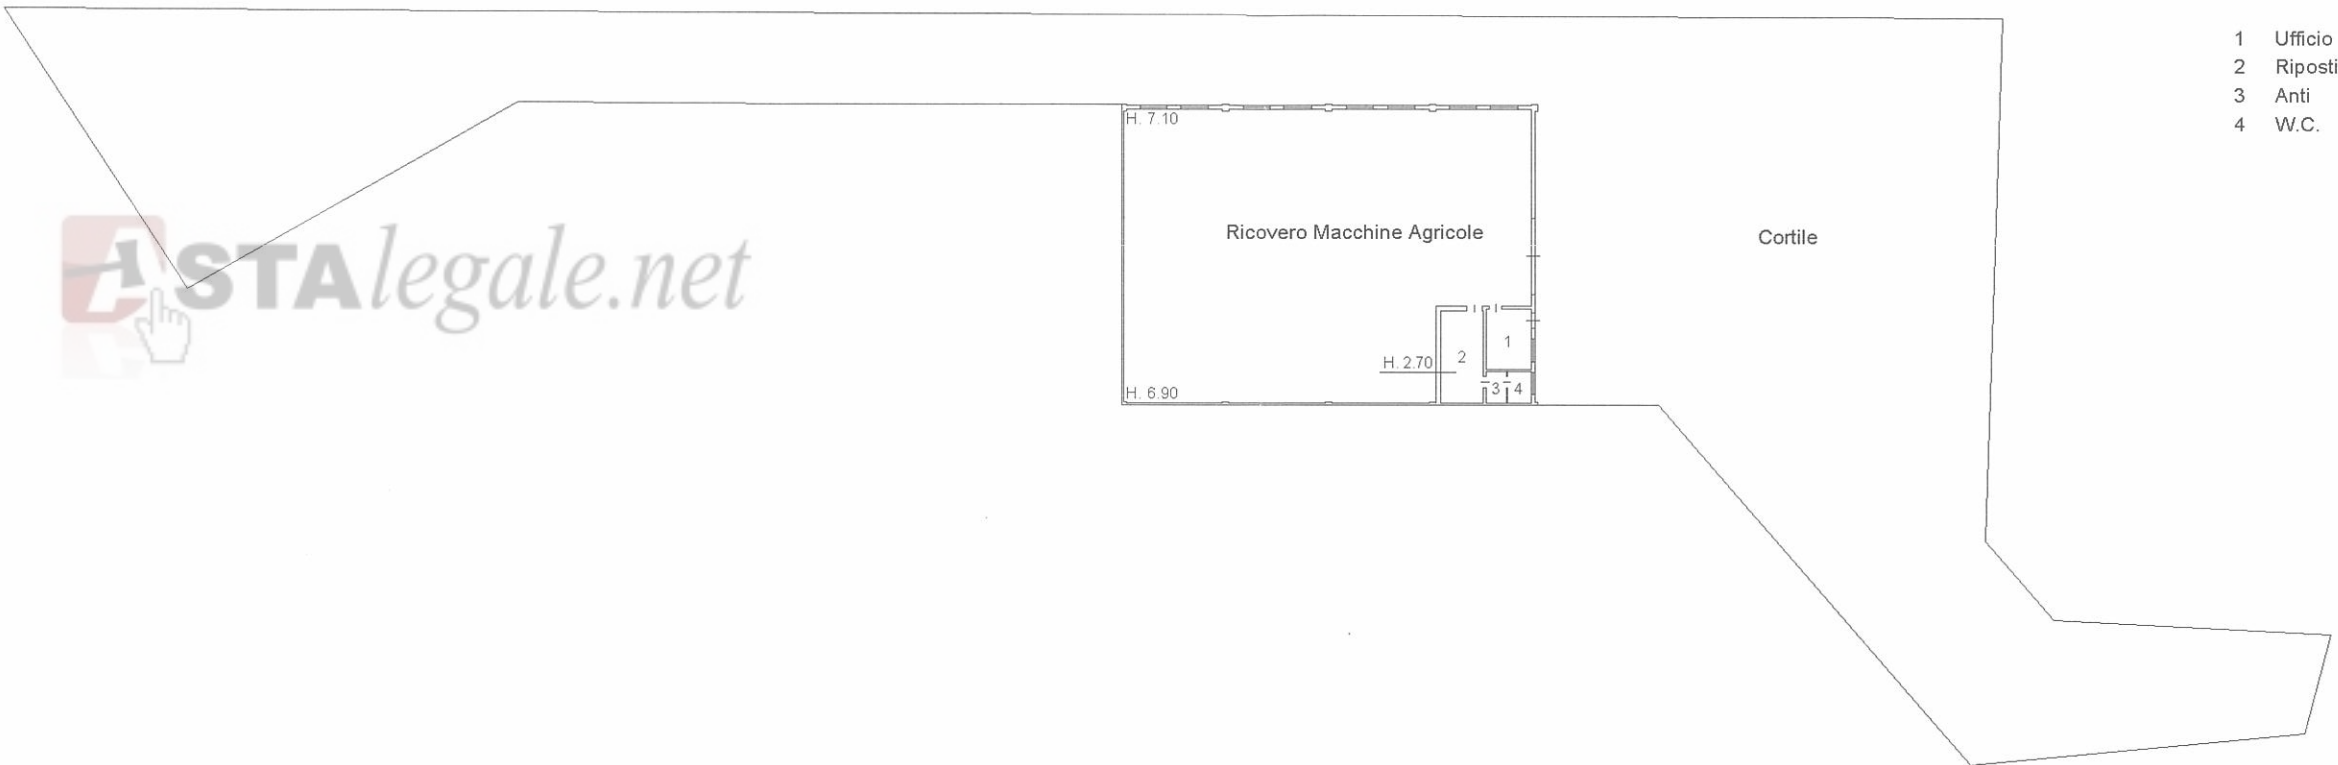 1 Ufficio
2 Riposti
3 Anti
4 W.C.
H. 7.10
Ricovero Macchine Agricole
Cortile
ASTAlegale.net
1
2
H. 2.70
3
4
H. 6.90